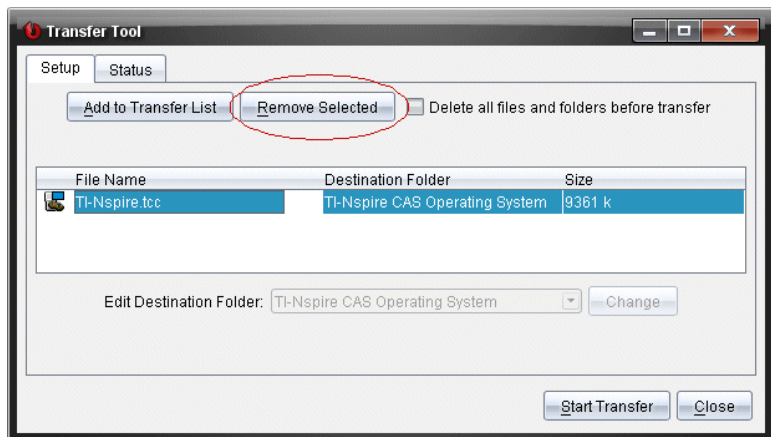 Transfer Tool
Setup Status
Add to Transfer List Remove Selected Delete all files and folders before transfer
File Name Destination Folder Size
TI-Nspire.tcc TI-Nspire CAS Operating System 9361 k
Edit Destination Folder: TI-Nspire CAS Operating System Change
Start Transfer Close